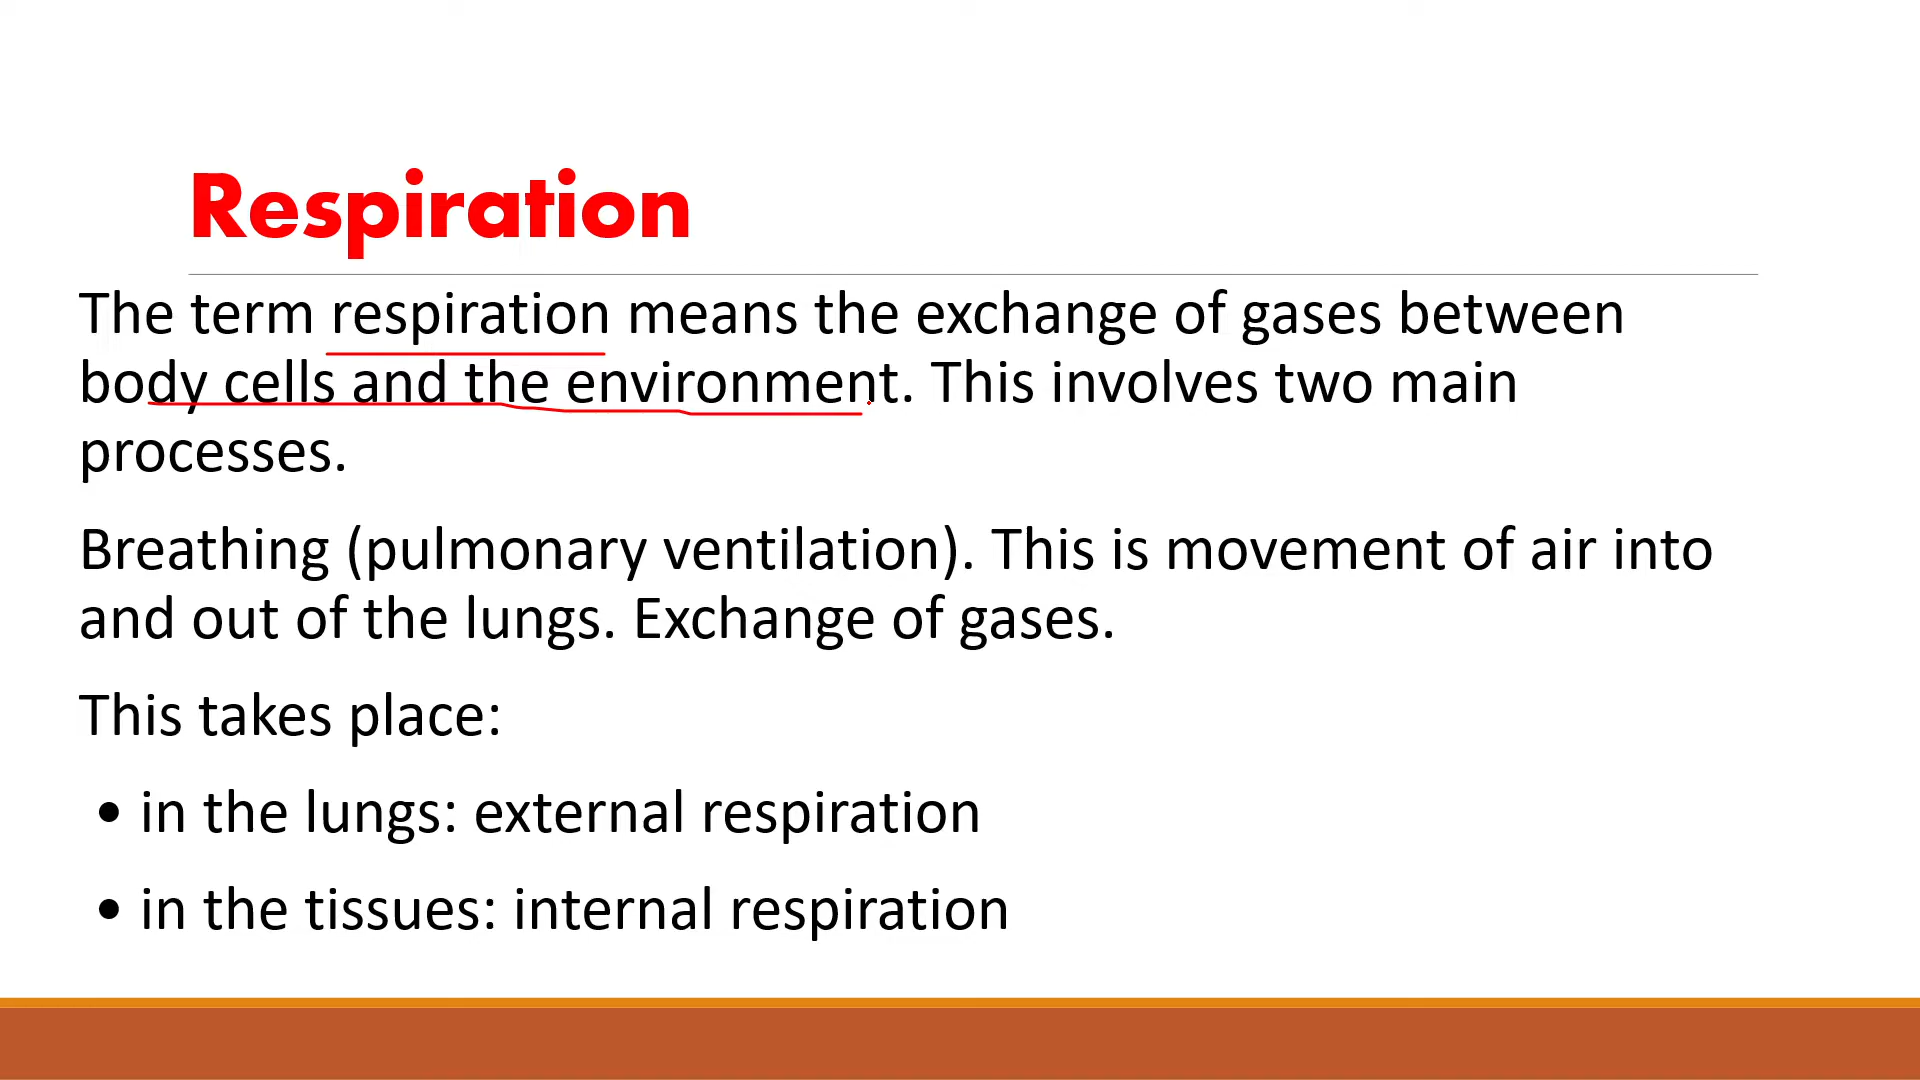 Respiration
The term respiration means the exchange of gases between
body cells and the environment. This involves two main
processes.
Breathing (pulmonary ventilation). This is movement of air into
and out of the lungs. Exchange of gases.
This takes place:
• in the lungs: external respiration
• in the tissues: internal respiration